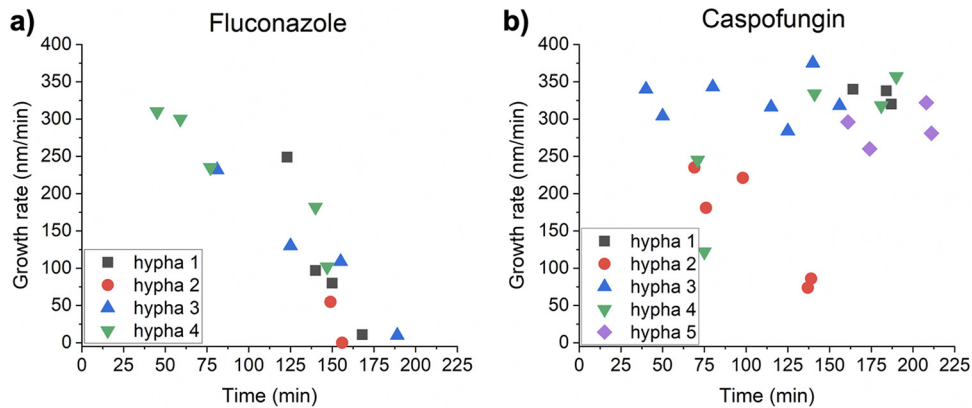 a)
Fluconazole
400
350
300
250
200
150
100
50
0
Growth rate (nm/min)
hypha 1
hypha 2
hypha 3
hypha 4
0 25 50 75 100 125 150 175 200 225
Time (min)
b)
Caspofungin
400
350
300
250
200
150
100
50
0
Growth rate (nm/min)
hypha 1
hypha 2
hypha 3
hypha 4
hypha 5
0 25 50 75 100 125 150 175 200 225
Time (min)